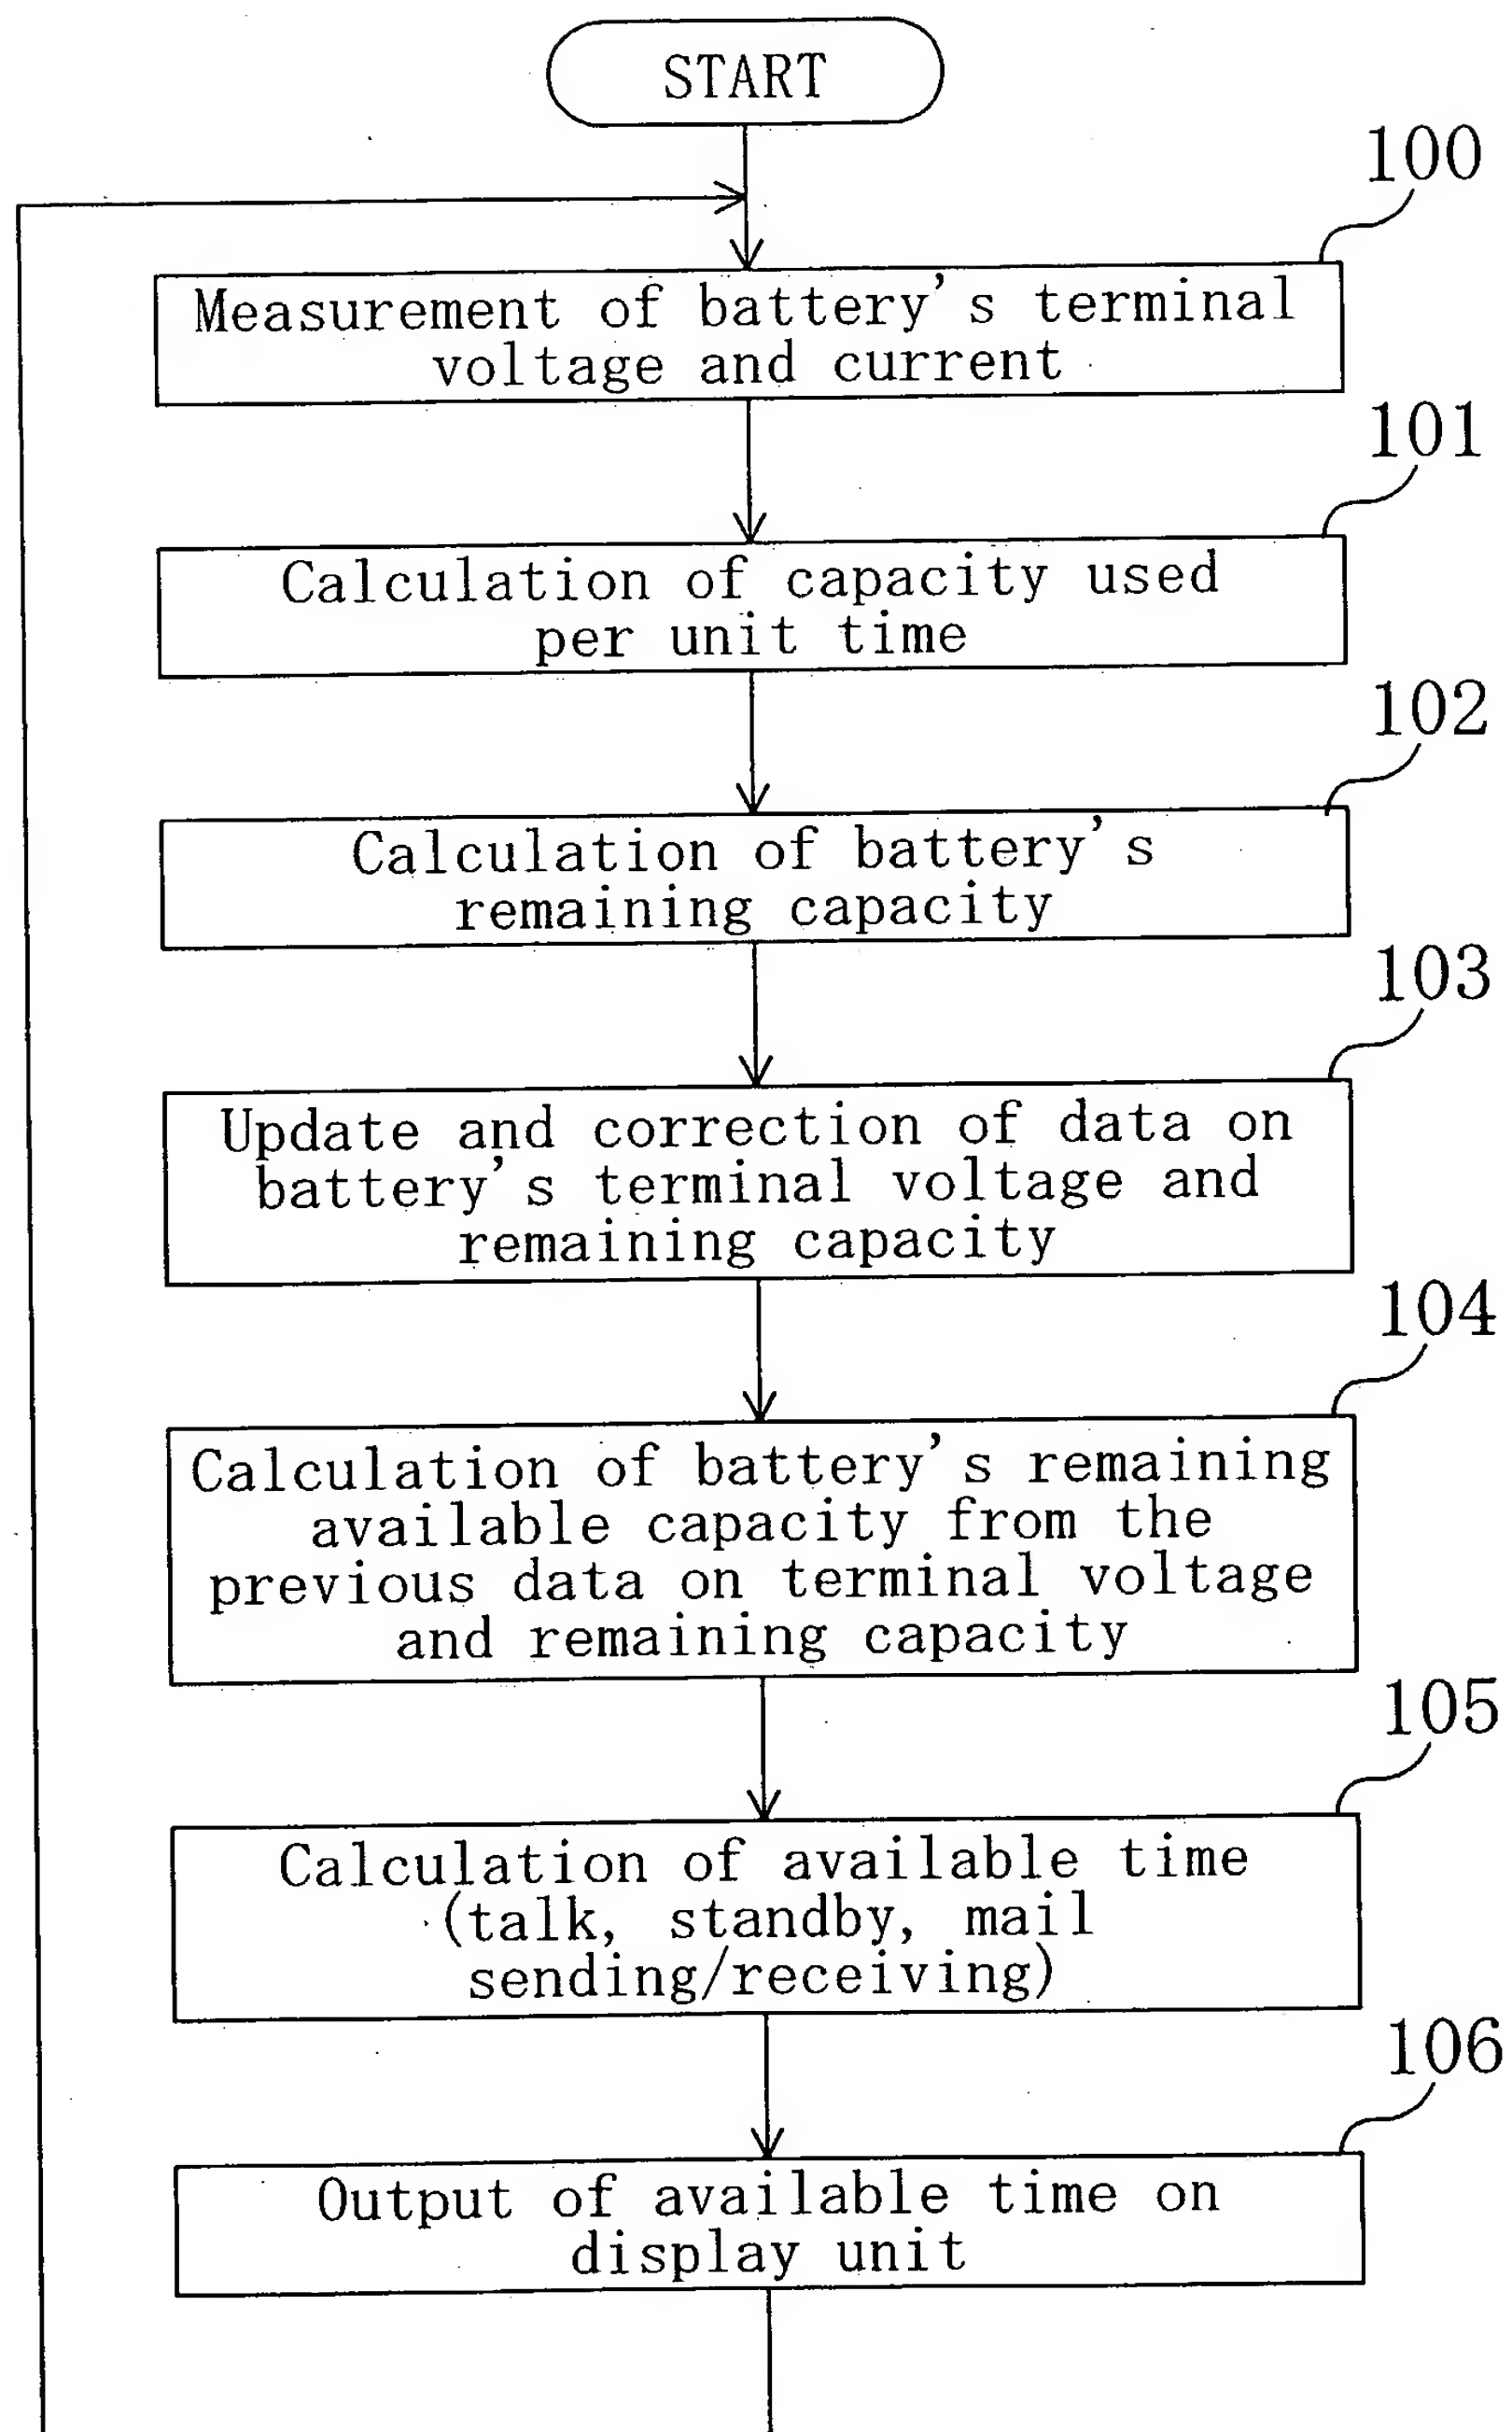 START
100
Measurement of battery's terminal
voltage and current
101
Calculation of capacity used
per unit time
102
Calculation of battery's
remaining capacity
103
Update and correction of data on
battery's terminal voltage and
remaining capacity
104
Calculation of battery's remaining
available capacity from the
previous data on terminal voltage
and remaining capacity
105
Calculation of available time
(talk, standby, mail
sending/receiving)
106
Output of available time on
display unit